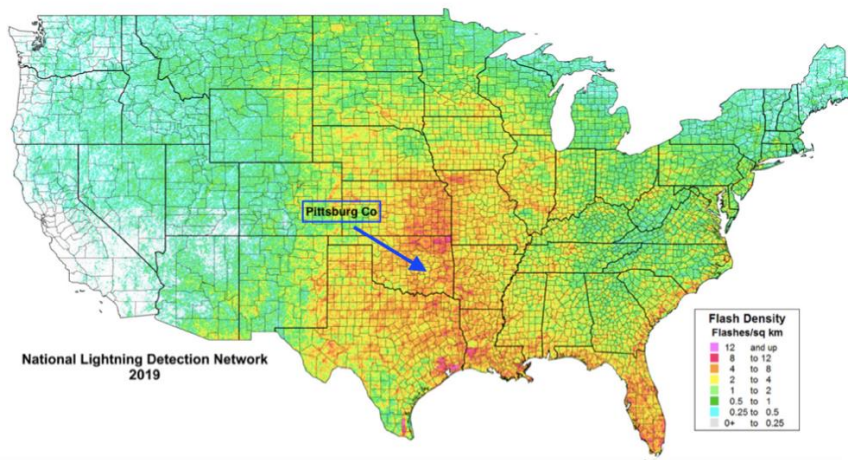 Pittsburg Co
National Lightning Detection Network
2019
Flash Density
Flashes/sq km
12 and up
8 to 12
4 to 8
2 to 4
1 to 2
0.5 to 1
0.25 to 0.5
0+ to 0.25